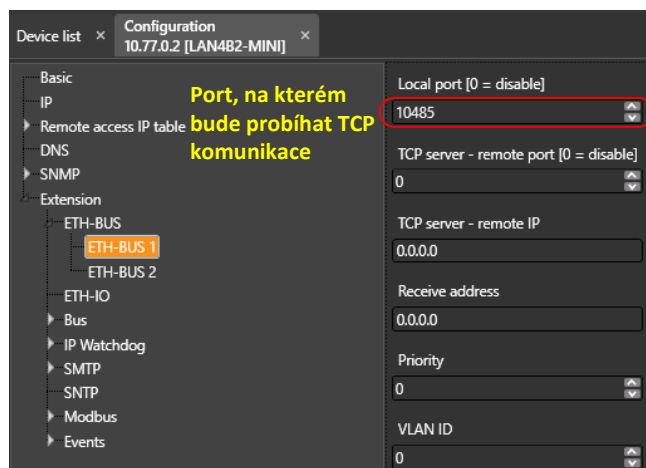 Device list ×
Configuration
10.77.0.2 [LAN4B2-MINI] ×
Basic
IP
Remote access IP table
DNS
SNMP
Extension
ETH-BUS
ETH-BUS 1
ETH-BUS 2
ETH-IO
Bus
IP Watchdog
SMTP
SNTP
Modbus
Events
Port, na kterém
bude probíhat TCP
komunikace
Local port [0 = disable]
10485
TCP server - remote port [0 = disable]
0
TCP server - remote IP
0.0.0.0
Receive address
0.0.0.0
Priority
0
VLAN ID
0